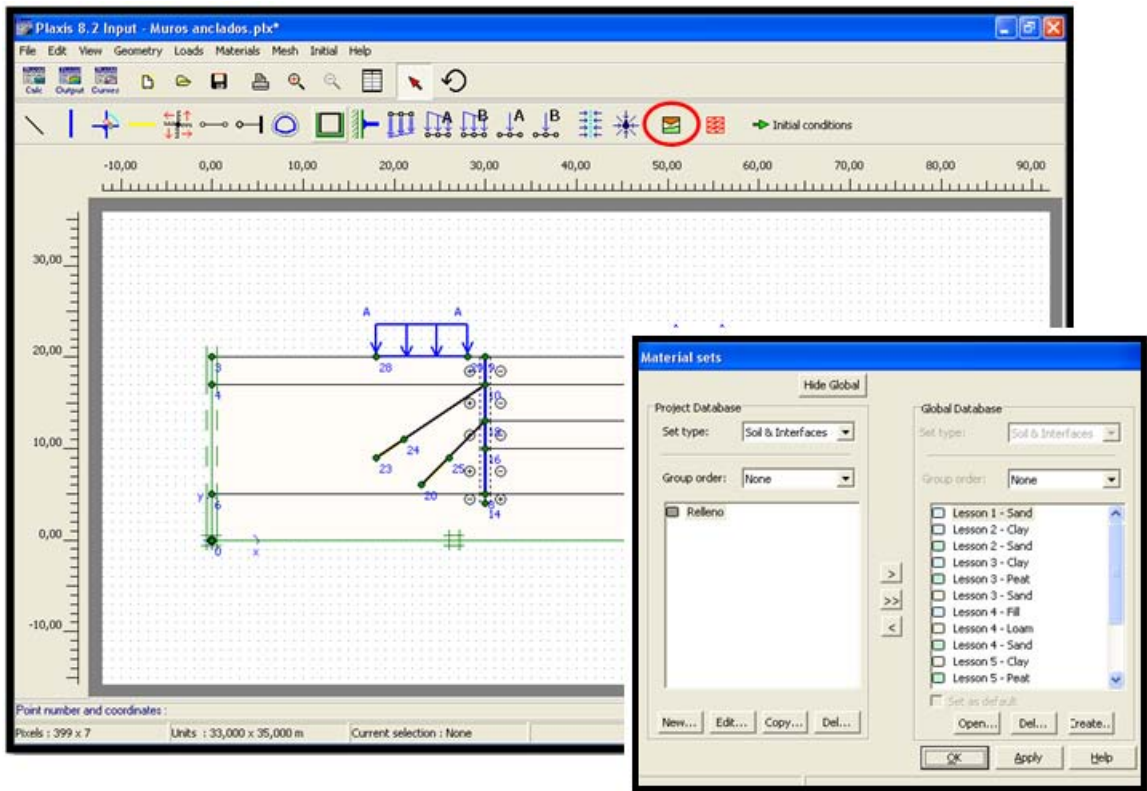 Plaxis 8.2 Input - Muros anclados.plx*
File Edit View Geometry Loads Materials Mesh Initial Help
Calc Output Curves
A B A B Initial conditions
-10,00 0,00 10,00 20,00 30,00 40,00 50,00 60,00 70,00 80,00 90,00
30,00
A A
20,00
3 28
4 10
10,00
24
23 25 16
20
y 6
14
0,00
0 x
-10,00
Point number and coordinates :
Pixels : 399 x 7 Units : 33,000 x 35,000 m Current selection : None
Material sets
Hide Global
Project Database
Set type: Soil & Interfaces
Group order: None
Relleno
New... Edit... Copy... Del...
>
>>
<
Global Database
Set type: Soil & Interfaces
Group order: None
Lesson 1 - Sand
Lesson 2 - Clay
Lesson 2 - Sand
Lesson 3 - Clay
Lesson 3 - Peat
Lesson 3 - Sand
Lesson 4 - Fill
Lesson 4 - Loam
Lesson 4 - Sand
Lesson 5 - Clay
Lesson 5 - Peat
Set as default
Open... Del... Create..
OK Apply Help